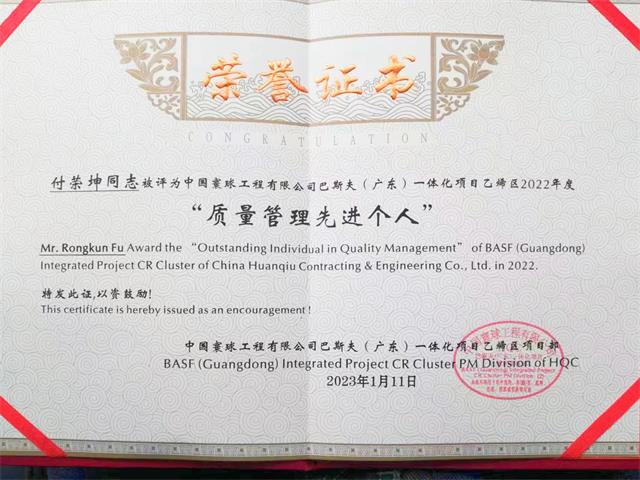 荣誉证书
CONGRATULATION
付荣坤同志被评为中国寰球工程有限公司巴斯夫（广东）一体化项目乙烯区2022年度
“质量管理先进个人”
Mr. Rongkun Fu Award the “Outstanding Individual in Quality Management” of BASF (Guangdong)
Integrated Project CR Cluster of China Huanqiu Contracting & Engineering Co., Ltd. in 2022.
特发此证,以资鼓励!
This certificate is hereby issued as an encouragement !
中国寰球工程有限公司巴斯夫（广东）一体化项目乙烯区项目部
BASF (Guangdong) Integrated Project CR Cluster PM Division of HQC
2023年1月11日